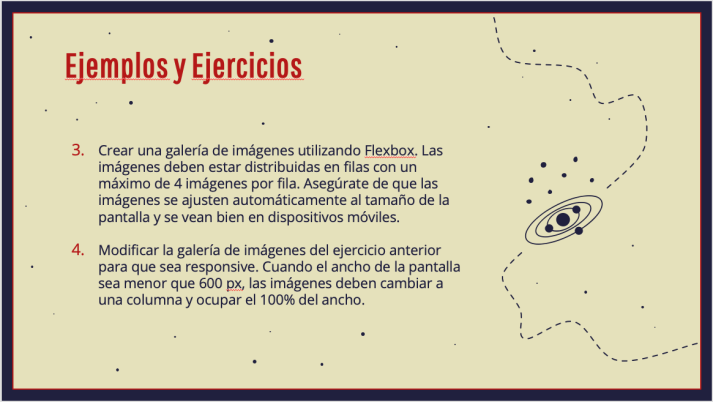 Ejemplos y Ejercicios
3. Crear una galería de imágenes utilizando Flexbox. Las
imágenes deben estar distribuidas en filas con un
máximo de 4 imágenes por fila. Asegúrate de que las
imágenes se ajusten automáticamente al tamaño de la
pantalla y se vean bien en dispositivos móviles.
4. Modificar la galería de imágenes del ejercicio anterior
para que sea responsive. Cuando el ancho de la pantalla
sea menor que 600 px, las imágenes deben cambiar a
una columna y ocupar el 100% del ancho.